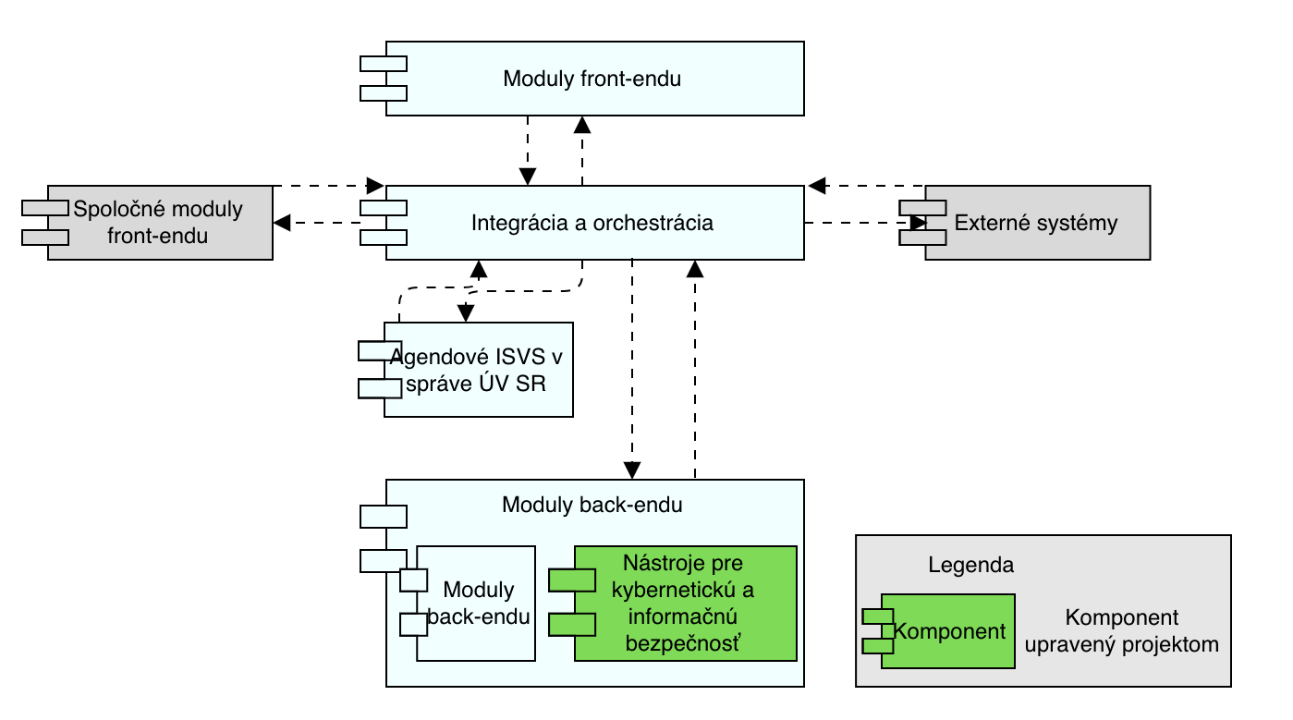 Moduly front-endu
Spoločné moduly
front-endu
Integrácia a orchestrácia
Externé systémy
Agendové ISVS v
správe ÚV SR
Moduly back-endu
Moduly
back-endu
Nástroje pre
kybernetickú a
informačnú
bezpečnosť
Legenda
Komponent
Komponent
upravený projektom